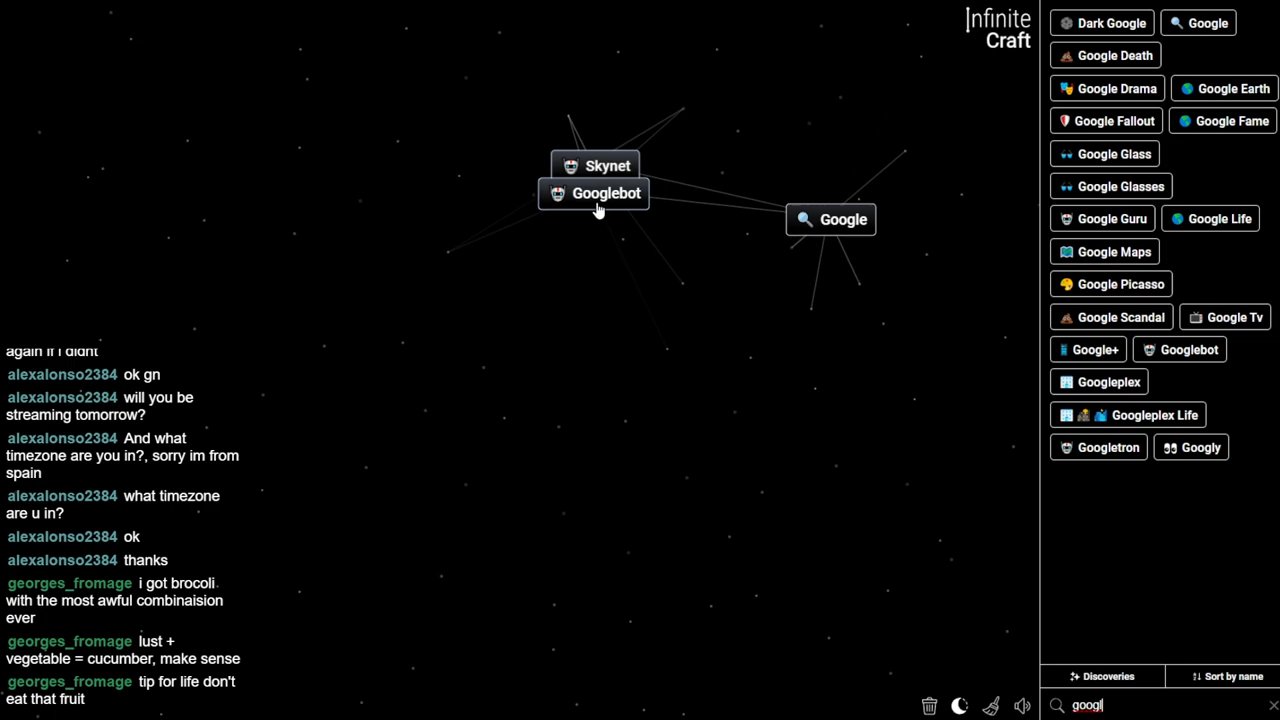 Infinite
Craft
Skynet
Googlebot
Google
again if i didnt
alexalonso2384 ok gn
alexalonso2384 will you be
streaming tomorrow?
alexalonso2384 And what
timezone are you in?, sorry im from
spain
alexalonso2384 what timezone
are u in?
alexalonso2384 ok
alexalonso2384 thanks
georges_fromage i got brocoli
with the most awful combinaision
ever
georges_fromage lust +
vegetable = cucumber, make sense
georges_fromage tip for life don't
eat that fruit
Dark Google Google
Google Death
Google Drama Google Earth
Google Fallout Google Fame
Google Glass
Google Glasses
Google Guru Google Life
Google Maps
Google Picasso
Google Scandal Google Tv
Google+ Googlebot
Googleplex
Googleplex Life
Googletron Googly
Discoveries Sort by name
googl